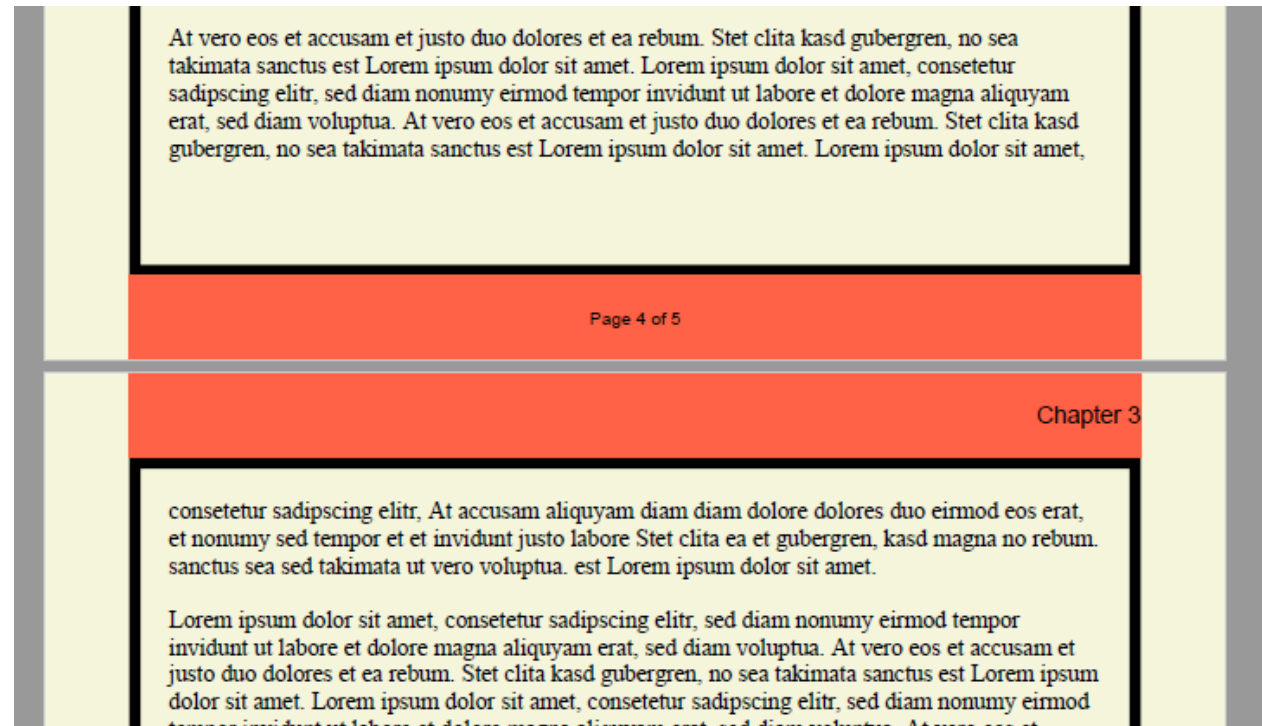 At vero eos et accusam et justo duo dolores et ea rebum. Stet clita kasd gubergren, no sea
takimata sanctus est Lorem ipsum dolor sit amet. Lorem ipsum dolor sit amet, consetetur
sadipscing elitr, sed diam nonumy eirmod tempor invidunt ut labore et dolore magna aliquyam
erat, sed diam voluptua. At vero eos et accusam et justo duo dolores et ea rebum. Stet clita kasd
gubergren, no sea takimata sanctus est Lorem ipsum dolor sit amet. Lorem ipsum dolor sit amet,
Page 4 of 5
Chapter 3
consetetur sadipscing elitr, At accusam aliquyam diam diam dolore dolores duo eirmod eos erat,
et nonumy sed tempor et et invidunt justo labore Stet clita ea et gubergren, kasd magna no rebum.
sanctus sea sed takimata ut vero voluptua. est Lorem ipsum dolor sit amet.
Lorem ipsum dolor sit amet, consetetur sadipscing elitr, sed diam nonumy eirmod tempor
invidunt ut labore et dolore magna aliquyam erat, sed diam voluptua. At vero eos et accusam et
justo duo dolores et ea rebum. Stet clita kasd gubergren, no sea takimata sanctus est Lorem ipsum
dolor sit amet. Lorem ipsum dolor sit amet, consetetur sadipscing elitr, sed diam nonumy eirmod